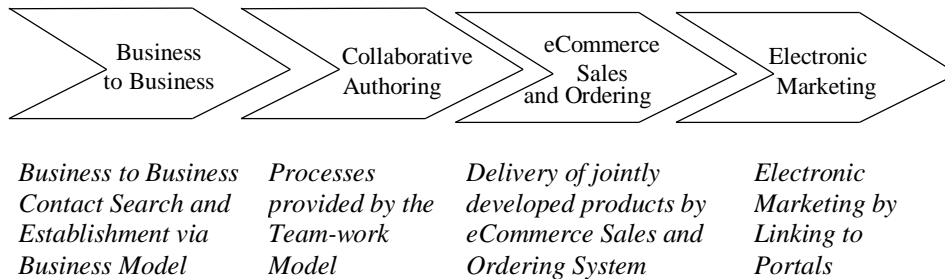 Business
to Business
Collaborative
Authoring
eCommerce
Sales
and Ordering
Electronic
Marketing
Business to Business
Contact Search and
Establishment via
Business Model
Processes
provided by the
Team-work
Model
Delivery of jointly
developed products by
eCommerce Sales and
Ordering System
Electronic
Marketing by
Linking to
Portals